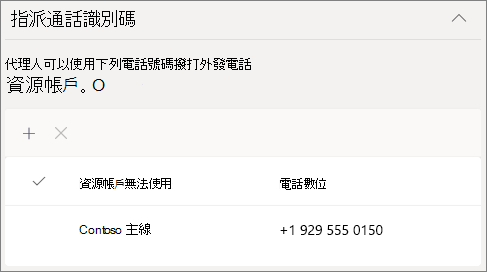 指派通話識別碼
代理人可以使用下列電話號碼撥打外發電話
資源帳戶。O
資源帳戶無法使用 電話數位
Contoso 主線 +1 929 555 0150